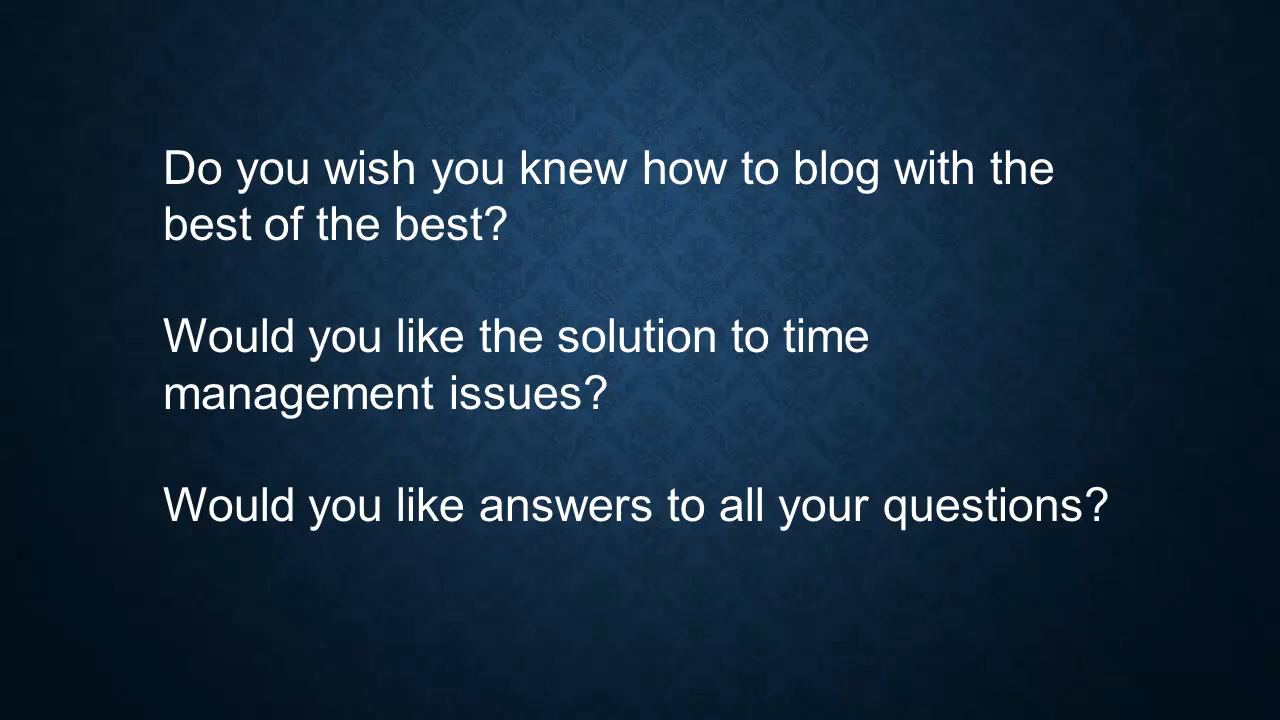 Do you wish you knew how to blog with the
best of the best?
Would you like the solution to time
management issues?
Would you like answers to all your questions?